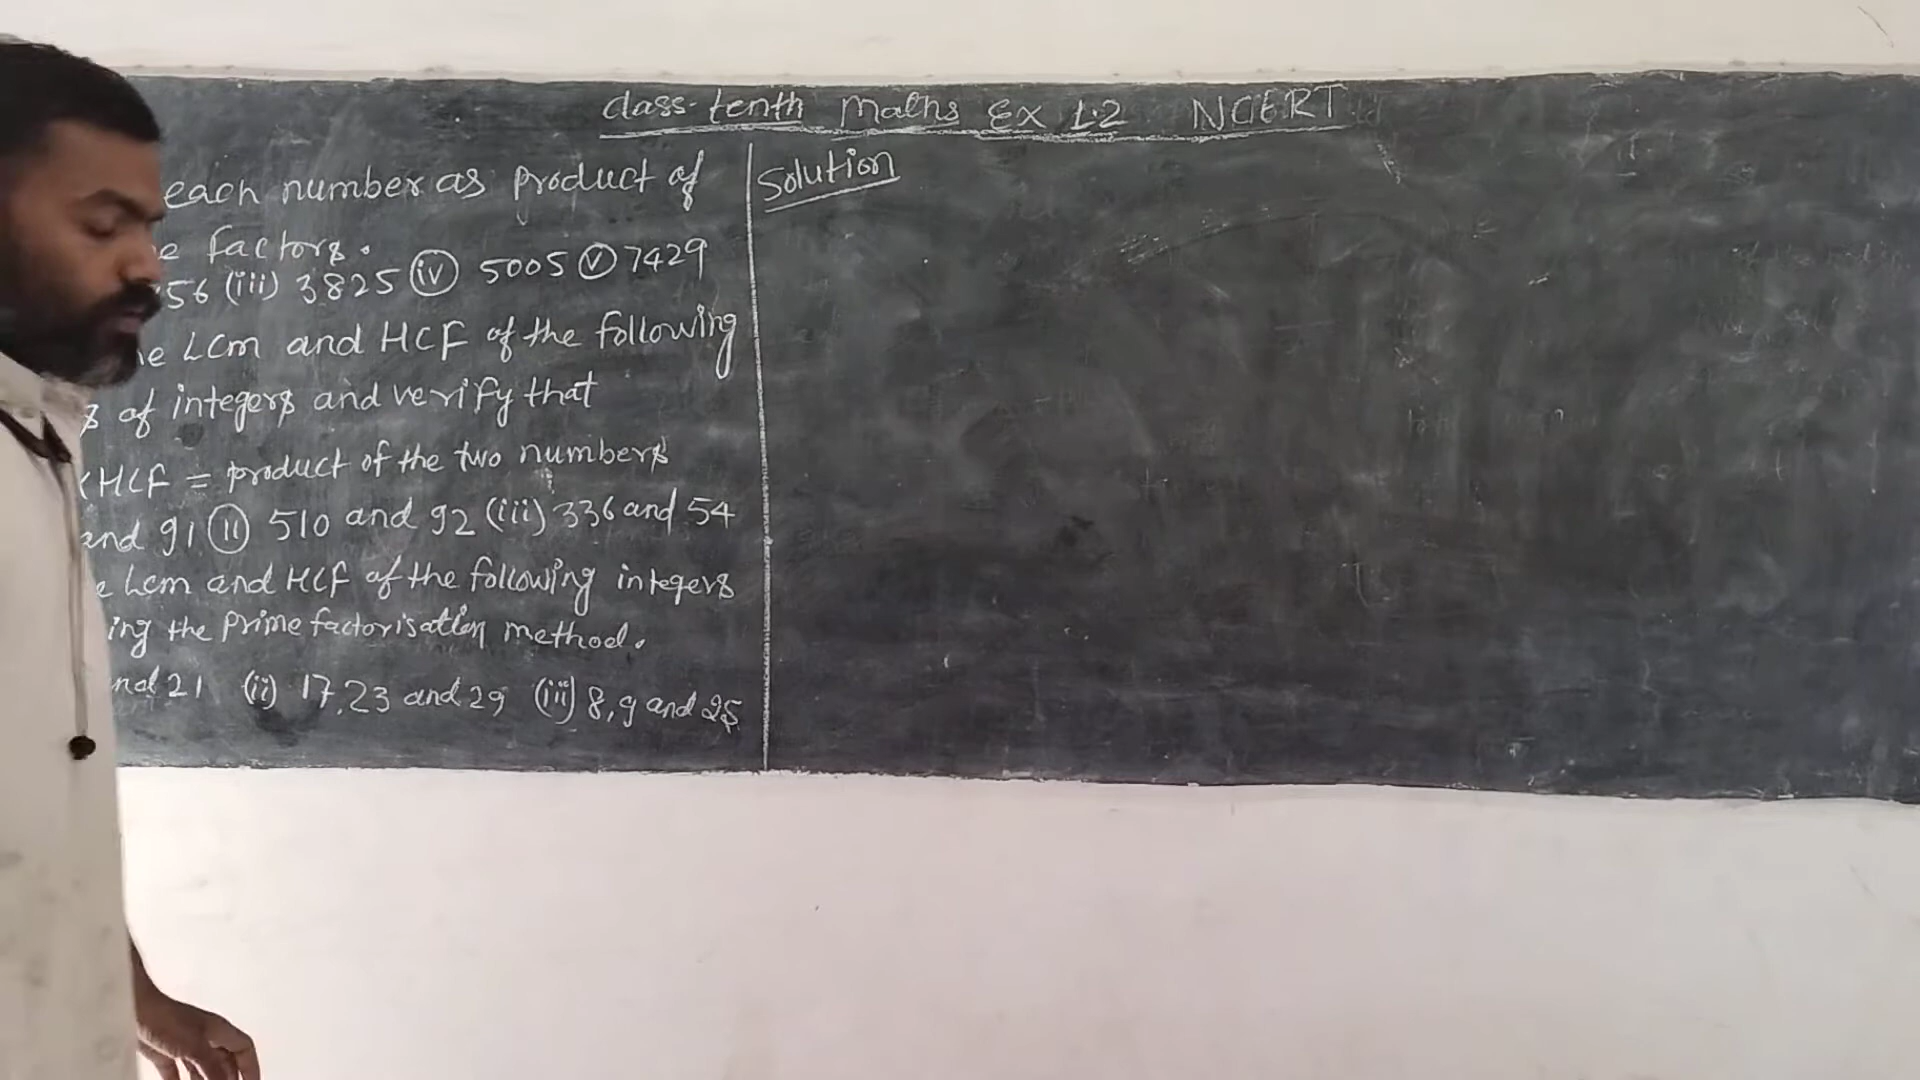 class-tenth Maths Ex 1.2 NCERT
each number as product of
e factors.
56 (iii) 3825 (iv) 5005 (v) 7429
e LCM and HCF of the following
s of integers and verify that
×HCF = product of the two numbers
and 91 (ii) 510 and 92 (iii) 336 and 54
e LCM and HCF of the following integers
ing the Prime factorisation method.
and 21 (ii) 17,23 and 29 (iii) 8,9 and 25
Solution